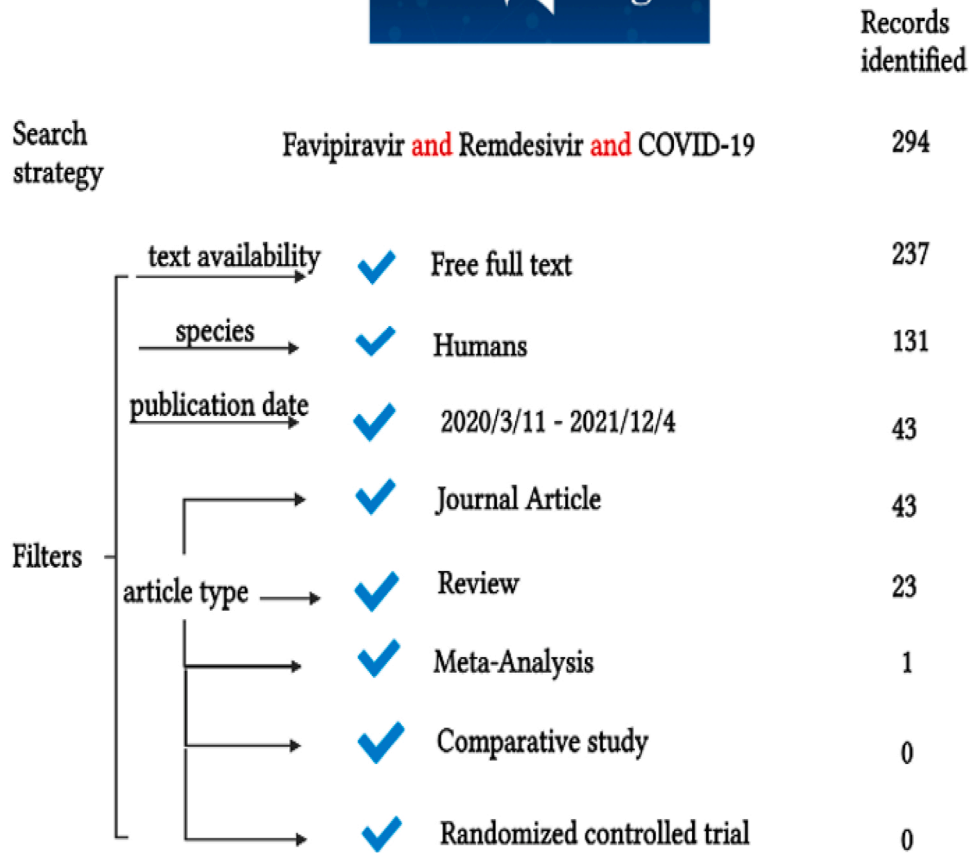 Records
identified
Search
strategy
Favipiravir and Remdesivir and COVID-19 294
text availability Free full text 237
species Humans 131
publication date 2020/3/11 - 2021/12/4 43
Journal Article 43
Filters
article type Review 23
Meta-Analysis 1
Comparative study 0
Randomized controlled trial 0